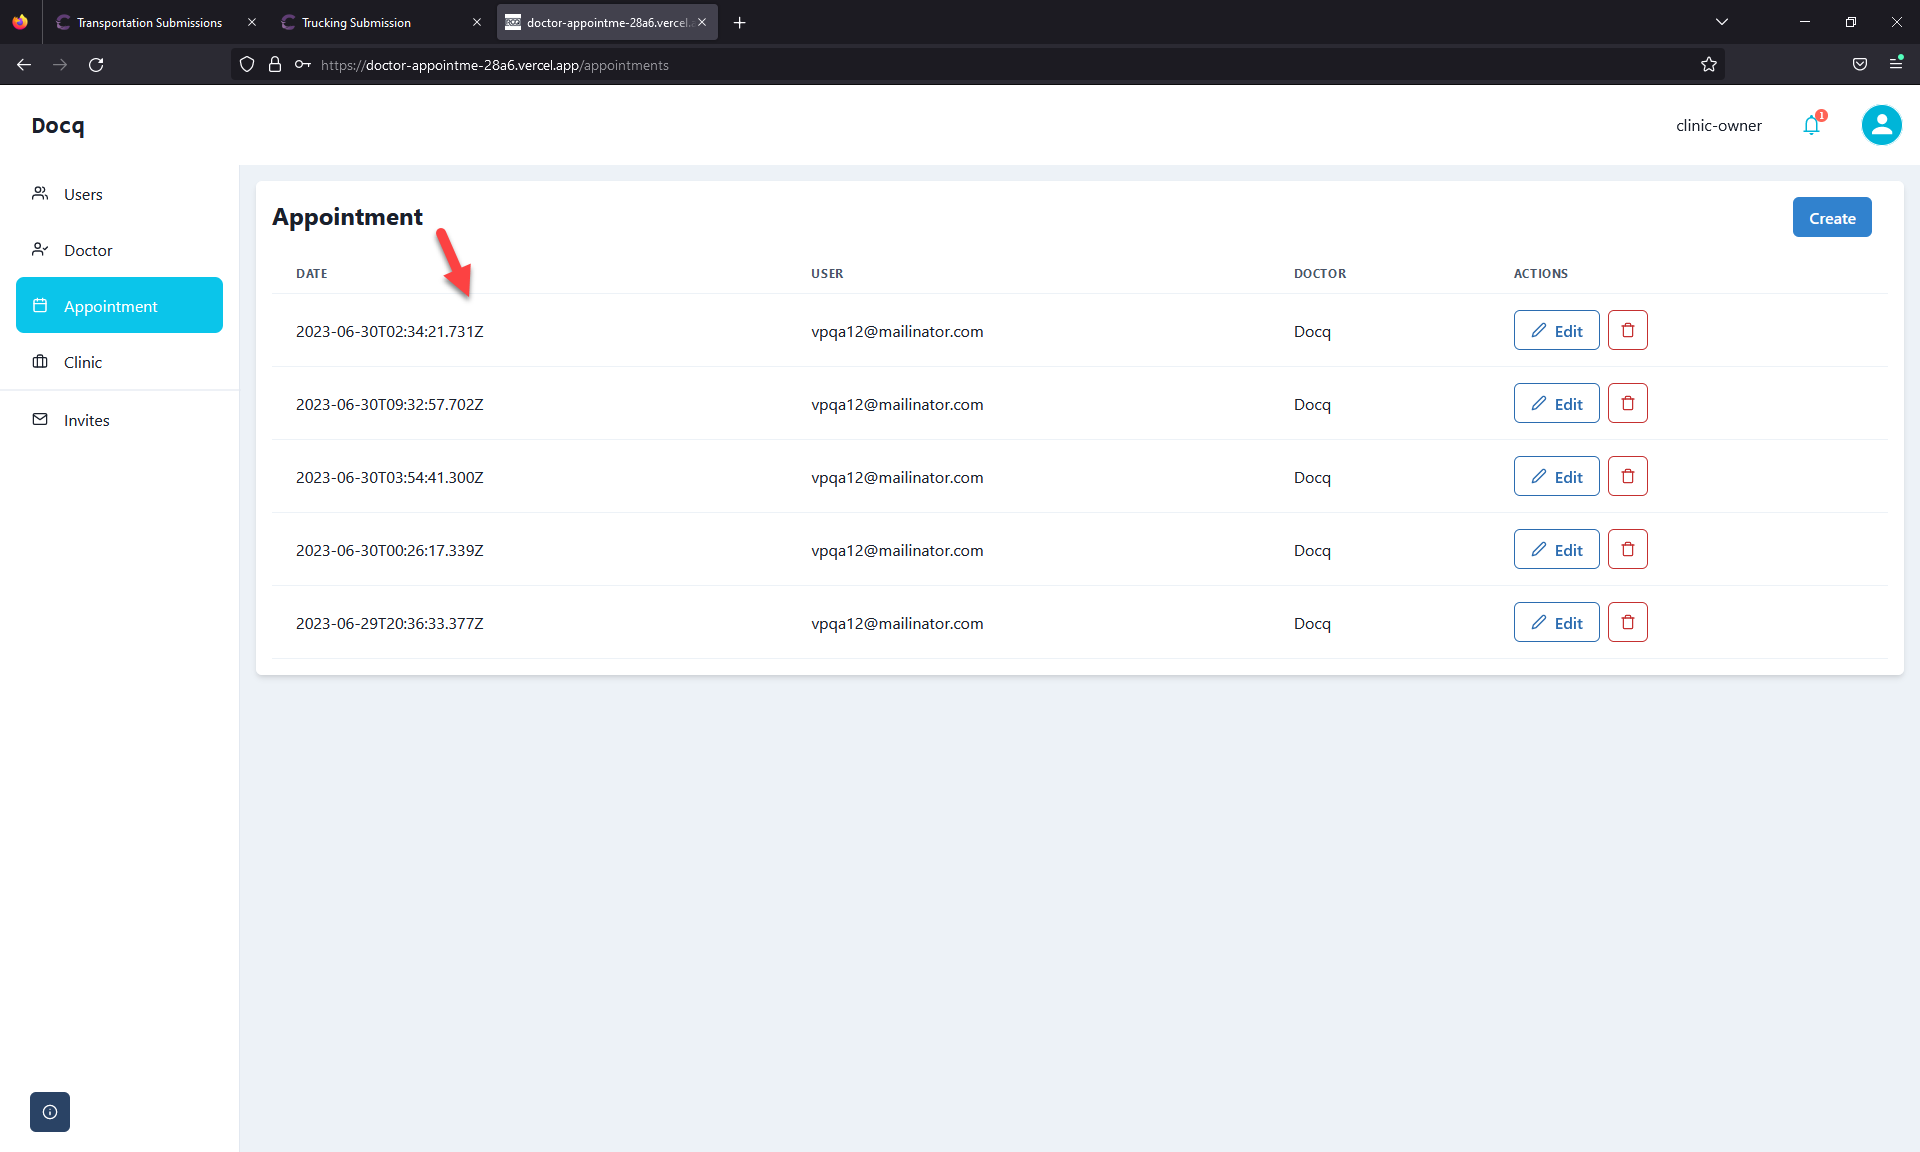 Transportation Submissions
Trucking Submission
doctor-appointme-28a6.vercel.a
https://doctor-appointme-28a6.vercel.app/appointments
Docq
clinic-owner
1
Users
Doctor
Appointment
Clinic
Invites
Appointment
Create
DATE USER DOCTOR ACTIONS
2023-06-30T02:34:21.731Z vpqa12@mailinator.com Docq Edit
2023-06-30T09:32:57.702Z vpqa12@mailinator.com Docq Edit
2023-06-30T03:54:41.300Z vpqa12@mailinator.com Docq Edit
2023-06-30T00:26:17.339Z vpqa12@mailinator.com Docq Edit
2023-06-29T20:36:33.377Z vpqa12@mailinator.com Docq Edit